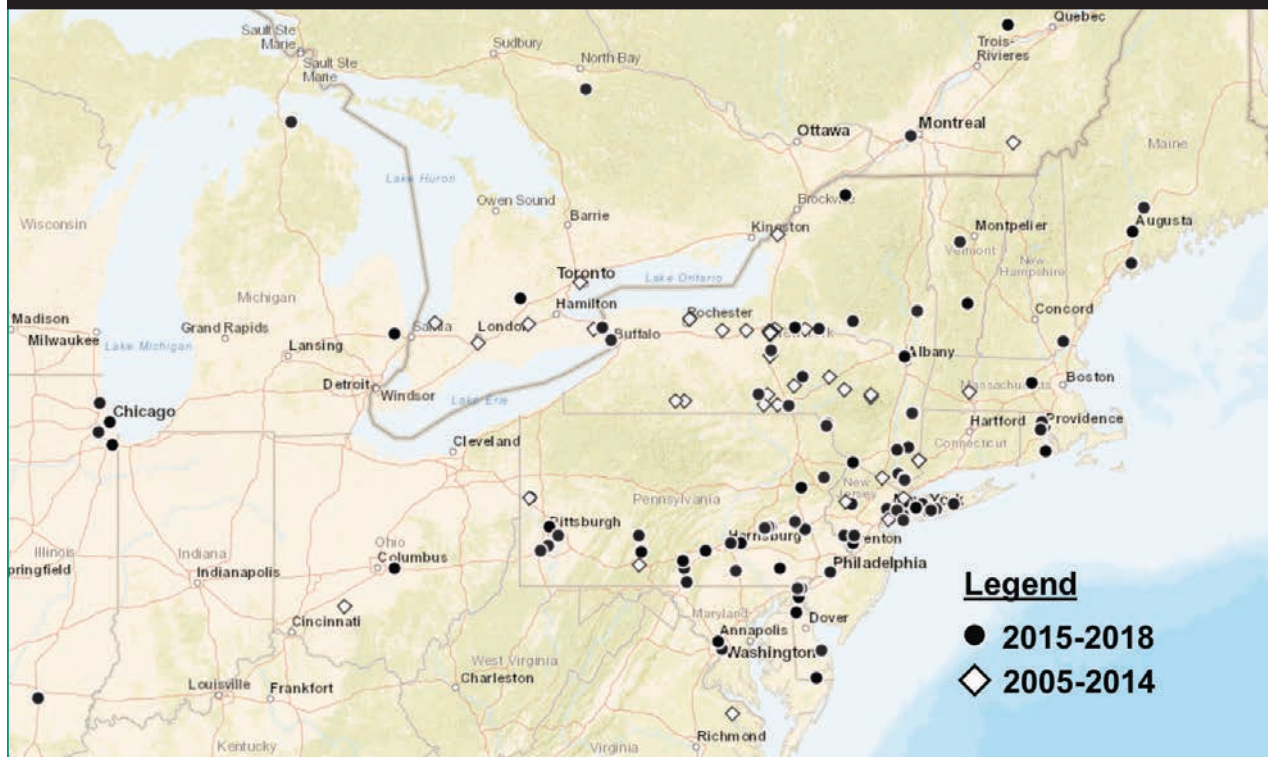 Quebec
Sault Ste
Marie
Sudbury
Trois-
Rivieres
Sault Ste
Marie
North Bay
Ottawa
Montreal
Maine
Lake Huron
Owen Sound
Brockville
Wisconsin
Barrie
Augusta
Kingston
Montpelier
Vermont
New
Hampshire
Toronto
Lake Ontario
Michigan
Hamilton
Rochester
Concord
Madison
Grand Rapids
Sarnia
London
Buffalo
Milwaukee
Lake Michigan
Lansing
Albany
Detroit
Windsor
Massachusetts
Boston
Lake Erie
Chicago
Hartford
Providence
Connecticut
Cleveland
Pennsylvania
New
Jersey
New York
Pittsburgh
Harrisburg
Trenton
Illinois
Indiana
Ohio
Columbus
Philadelphia
pringfield
Indianapolis
Legend
Maryland
Dover
Cincinnati
Annapolis
2015-2018
Washington
West Virginia
2005-2014
Louisville
Frankfort
Charleston
Richmond
Kentucky
Virginia